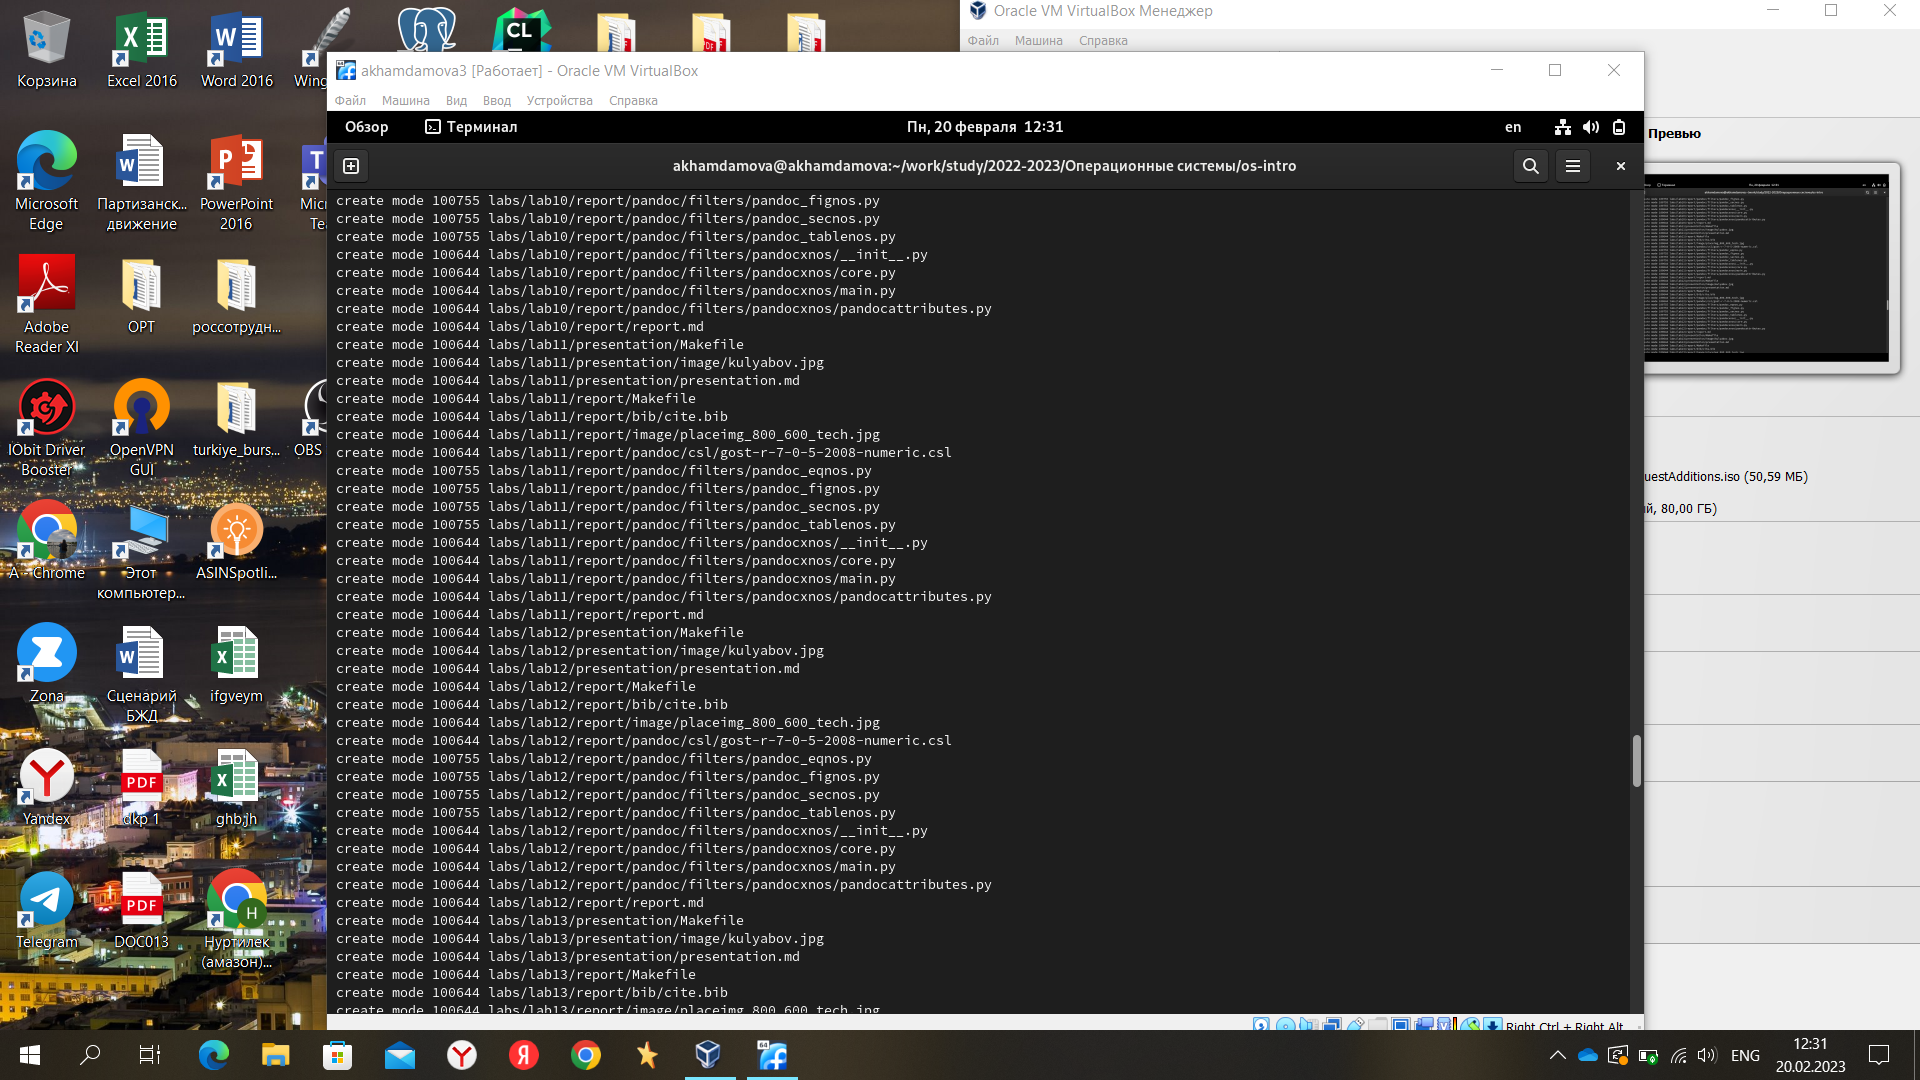 Oracle VM VirtualBox Менеджер
Файл Машина Справка
akhamdamova3 [Работает] - Oracle VM VirtualBox
Файл Машина Вид Ввод Устройства Справка
Обзор Терминал Пн, 20 февраля 12:31 en
akhamdamova@akhamdamova:~/work/study/2022-2023/Операционные системы/os-intro
create mode 100755 labs/lab10/report/pandoc/filters/pandoc_fignos.py
create mode 100755 labs/lab10/report/pandoc/filters/pandoc_secnos.py
create mode 100755 labs/lab10/report/pandoc/filters/pandoc_tablenos.py
create mode 100644 labs/lab10/report/pandoc/filters/pandocxnos/__init__.py
create mode 100644 labs/lab10/report/pandoc/filters/pandocxnos/core.py
create mode 100644 labs/lab10/report/pandoc/filters/pandocxnos/main.py
create mode 100644 labs/lab10/report/pandoc/filters/pandocxnos/pandocattributes.py
create mode 100644 labs/lab10/report/report.md
create mode 100644 labs/lab11/presentation/Makefile
create mode 100644 labs/lab11/presentation/image/kulyabov.jpg
create mode 100644 labs/lab11/presentation/presentation.md
create mode 100644 labs/lab11/report/Makefile
create mode 100644 labs/lab11/report/bib/cite.bib
create mode 100644 labs/lab11/report/image/placeimg_800_600_tech.jpg
create mode 100644 labs/lab11/report/pandoc/csl/gost-r-7-0-5-2008-numeric.csl
create mode 100755 labs/lab11/report/pandoc/filters/pandoc_eqnos.py
create mode 100755 labs/lab11/report/pandoc/filters/pandoc_fignos.py
create mode 100755 labs/lab11/report/pandoc/filters/pandoc_secnos.py
create mode 100755 labs/lab11/report/pandoc/filters/pandoc_tablenos.py
create mode 100644 labs/lab11/report/pandoc/filters/pandocxnos/__init__.py
create mode 100644 labs/lab11/report/pandoc/filters/pandocxnos/core.py
create mode 100644 labs/lab11/report/pandoc/filters/pandocxnos/main.py
create mode 100644 labs/lab11/report/pandoc/filters/pandocxnos/pandocattributes.py
create mode 100644 labs/lab11/report/report.md
create mode 100644 labs/lab12/presentation/Makefile
create mode 100644 labs/lab12/presentation/image/kulyabov.jpg
create mode 100644 labs/lab12/presentation/presentation.md
create mode 100644 labs/lab12/report/Makefile
create mode 100644 labs/lab12/report/bib/cite.bib
create mode 100644 labs/lab12/report/image/placeimg_800_600_tech.jpg
create mode 100644 labs/lab12/report/pandoc/csl/gost-r-7-0-5-2008-numeric.csl
create mode 100755 labs/lab12/report/pandoc/filters/pandoc_eqnos.py
create mode 100755 labs/lab12/report/pandoc/filters/pandoc_fignos.py
create mode 100755 labs/lab12/report/pandoc/filters/pandoc_secnos.py
create mode 100755 labs/lab12/report/pandoc/filters/pandoc_tablenos.py
create mode 100644 labs/lab12/report/pandoc/filters/pandocxnos/__init__.py
create mode 100644 labs/lab12/report/pandoc/filters/pandocxnos/core.py
create mode 100644 labs/lab12/report/pandoc/filters/pandocxnos/main.py
create mode 100644 labs/lab12/report/pandoc/filters/pandocxnos/pandocattributes.py
create mode 100644 labs/lab12/report/report.md
create mode 100644 labs/lab13/presentation/Makefile
create mode 100644 labs/lab13/presentation/image/kulyabov.jpg
create mode 100644 labs/lab13/presentation/presentation.md
create mode 100644 labs/lab13/report/Makefile
create mode 100644 labs/lab13/report/bib/cite.bib
create mode 100644 labs/lab13/report/image/placeimg_800_600_tech.jpg
Right Ctrl + Right Alt
Превью
uestAdditions.iso (50,59 МБ)
й, 80,00 ГБ)
Корзина
Excel 2016
Word 2016
Wing
CL
Microsoft
Edge
Партизанск...
движение
PowerPoint
2016
Micr
Tea
Adobe
Reader XI
ОРТ
россотрудн...
IObit Driver
Booster
OpenVPN
GUI
turkiye_burs...
OBS
А - Chrome
Этот
компьютер...
ASINSpotli...
Zona
Сценарий
БЖД
ifgveym
Yandex
PDF
dkp 1
ghbjh
Telegram
PDF
DOC013
Н
Нуртилек
(амазон)...
ENG
12:31
20.02.2023